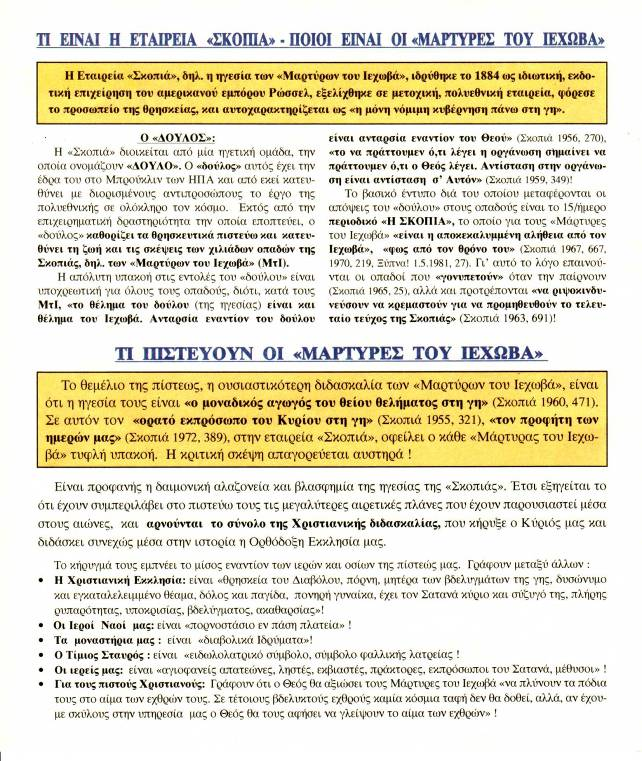 ΤΙ ΕΙΝΑΙ Η ΕΤΑΙΡΕΙΑ «ΣΚΟΠΙΑ» - ΠΟΙΟΙ ΕΙΝΑΙ ΟΙ «ΜΑΡΤΥΡΕΣ ΤΟΥ ΙΕΧΩΒΑ»
Η Εταιρεία «Σκοπιά», δηλ. η ηγεσία των «Μαρτύρων του Ιεχωβά», ιδρύθηκε το 1884 ως ιδιωτική, εκδο-
τική επιχείρηση του αμερικανού εμπόρου Ρώσσελ, εξελίχθηκε σε μετοχική, πολυεθνική εταιρεία, φόρεσε
το προσωπείο της θρησκείας, και αυτοχαρακτηρίζεται ως «η μόνη νόμιμη κυβέρνηση πάνω στη γη».
Ο «ΔΟΥΛΟΣ»:
Η «Σκοπιά» διοικείται από μία ηγετική ομάδα, την
οποία ονομάζουν «ΔΟΥΛΟ». Ο «δούλος» αυτός έχει την
έδρα του στο Μπρούκλιν των ΗΠΑ και από εκεί κατευ-
θύνει με διορισμένους αντιπροσώπους το έργο της
πολυεθνικής σε ολόκληρο τον κόσμο. Εκτός από την
επιχειρηματική δραστηριότητα την οποία εποπτεύει, ο
«δούλος» καθορίζει τα θρησκευτικά πιστεύω και κατευ-
θύνει τη ζωή και τις σκέψεις των χιλιάδων οπαδών της
Σκοπιάς, δηλ. των «Μαρτύρων του Ιεχωβά» (ΜτΙ).
Η απόλυτη υπακοή στις εντολές του «δούλου» είναι
υποχρεωτική για όλους τους οπαδούς, διότι, κατά τους
ΜτΙ, «το θέλημα του δούλου (της ηγεσίας) είναι και
θέλημα του Ιεχωβά. Ανταρσία εναντίον του δούλου
είναι ανταρσία εναντίον του Θεού» (Σκοπιά 1956, 270),
«το να πράττουμεν ό,τι λέγει η οργάνωση σημαίνει να
πράττουμεν ό,τι ο Θεός λέγει. Αντίσταση στην οργάνω-
ση είναι αντίσταση σ' Αυτόν» (Σκοπιά 1959, 349)!
Το βασικό έντυπο διά του οποίου μεταφέρονται οι
απόψεις του «δούλου» στους οπαδούς είναι το 15/ήμερο
περιοδικό «Η ΣΚΟΠΙΑ», το οποίο για τους «Μάρτυρες
του Ιεχωβά» «είναι η αποκεκαλυμμένη αλήθεια από τον
Ιεχωβά», «φως από τον θρόνο του» (Σκοπιά 1967, 667,
1970, 219, Ξύπνα! 1.5.1981, 27). Γι' αυτό το λόγο επαινού-
νται οι οπαδοί που «γονυπετούν» όταν την παίρνουν
(Σκοπιά 1965, 25), αλλά και προτρέπονται «να ριψοκινδυ-
νεύσουν να κρεμαστούν για να προμηθευθούν το τελευ-
ταίο τεύχος της Σκοπιάς» (Σκοπιά 1963, 691)!
ΤΙ ΠΙΣΤΕΥΟΥΝ ΟΙ «ΜΑΡΤΥΡΕΣ ΤΟΥ ΙΕΧΩΒΑ»
Το θεμέλιο της πίστεως, η ουσιαστικότερη διδασκαλία των «Μαρτύρων του Ιεχωβά», είναι
ότι η ηγεσία τους είναι «ο μοναδικός αγωγός του θείου θελήματος στη γη» (Σκοπιά 1960, 471).
Σε αυτόν τον «ορατό εκπρόσωπο του Κυρίου στη γη» (Σκοπιά 1955, 321), «τον προφήτη των
ημερών μας» (Σκοπιά 1972, 389), στην εταιρεία «Σκοπιά», οφείλει ο κάθε «Μάρτυρας του Ιεχω-
βά» τυφλή υπακοή. Η κριτική σκέψη απαγορεύεται αυστηρά !
Είναι προφανής η δαιμονική αλαζονεία και βλασφημία της ηγεσίας της «Σκοπιάς». Έτσι εξηγείται το
ότι έχουν συμπεριλάβει στο πιστεύω τους τις μεγαλύτερες αιρετικές πλάνες που έχουν παρουσιαστεί μέσα
στους αιώνες, και αρνούνται το σύνολο της Χριστιανικής διδασκαλίας, που κήρυξε ο Κύριός μας και
διδάσκει συνεχώς μέσα στην ιστορία η Ορθόδοξη Εκκλησία μας.
Το κήρυγμά τους εμπνέει το μίσος εναντίον των ιερών και οσίων της πίστεώς μας. Γράφουν μεταξύ άλλων :
• Η Χριστιανική Εκκλησία: είναι «θρησκεία του Διαβόλου, πόρνη, μητέρα των βδελυγμάτων της γης, δυσώνυμο
και εγκαταλελειμμένο θέαμα, δόλος και παγίδα, πονηρή γυναίκα, έχει τον Σατανά κύριο και σύζυγό της, πλήρης
ρυπαρότητας, υποκρισίας, βδελύγματος, ακαθαρσίας»!
• Οι Ιεροί Ναοί μας: είναι «πορνοστάσιο εν πάση πλατεία» !
• Τα μοναστήρια μας : είναι «διαβολικά Ιδρύματα»!
• Ο Τίμιος Σταυρός : είναι «ειδωλολατρικό σύμβολο, σύμβολο φαλλικής λατρείας !
• Οι ιερείς μας: είναι «αγιοφανείς απατεώνες, ληστές, εκβιαστές, πράκτορες, εκπρόσωποι του Σατανά, μέθυσοι» !
• Για τους πιστούς Χριστιανούς: Γράφουν ότι ο Θεός θα αξιώσει τους Μάρτυρες του Ιεχωβά «να πλύνουν τα πόδια
τους στο αίμα των εχθρών τους. Σε τέτοιους βδελυκτούς εχθρούς καμία κόσμια ταφή δεν θα δοθεί, αλλά, αν έχου-
με σκύλους στην υπηρεσία μας ο Θεός θα τους αφήσει να γλείψουν το αίμα των εχθρών» !